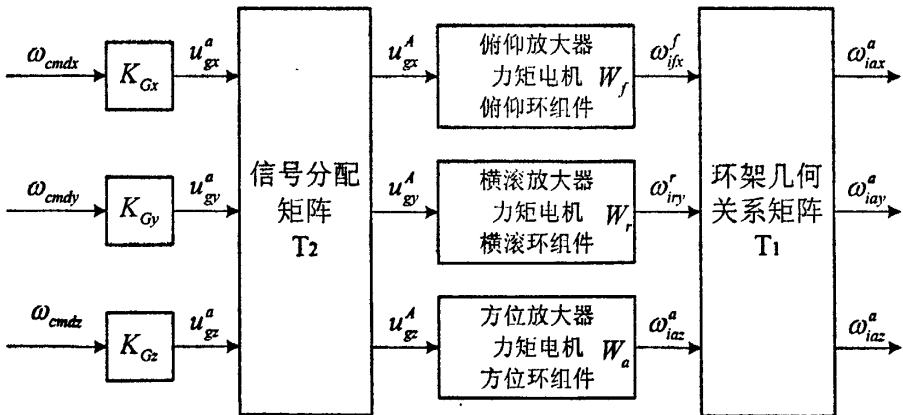 ω_cmdx K_Gx u_gx^a u_gx^A 俯仰放大器
力矩电机 W_f
俯仰环组件 ω_ifx^f ω_iax^a
ω_cmdy K_Gy u_gy^a 信号分配
矩阵
T2 u_gy^A 横滚放大器
力矩电机 W_r
横滚环组件 ω_iry^r 环架几何
关系矩阵
T1 ω_iay^a
ω_cmdz K_Gz u_gz^a u_gz^A 方位放大器
力矩电机 W_a
方位环组件 ω_iaz^a ω_iaz^a